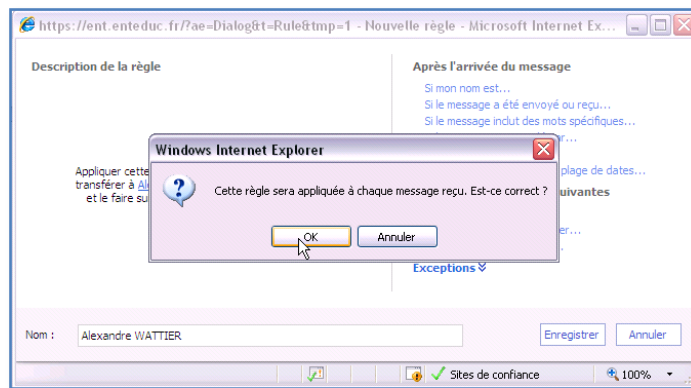 https://ent.enteduc.fr/?ae=Dialog&t=Rule&tmp=1 - Nouvelle règle - Microsoft Internet Ex...
Description de la règle
Après l'arrivée du message
Si mon nom est...
Si le message a été envoyé ou reçu...
Si le message inclut des mots spécifiques...
Windows Internet Explorer
Appliquer cette
transférer à
et le faire su
Cette règle sera appliquée à chaque message reçu. Est-ce correct ?
plage de dates...
OK
Annuler
Exceptions
Nom :
Alexandre WATTIER
Enregistrer
Annuler
Sites de confiance
100%